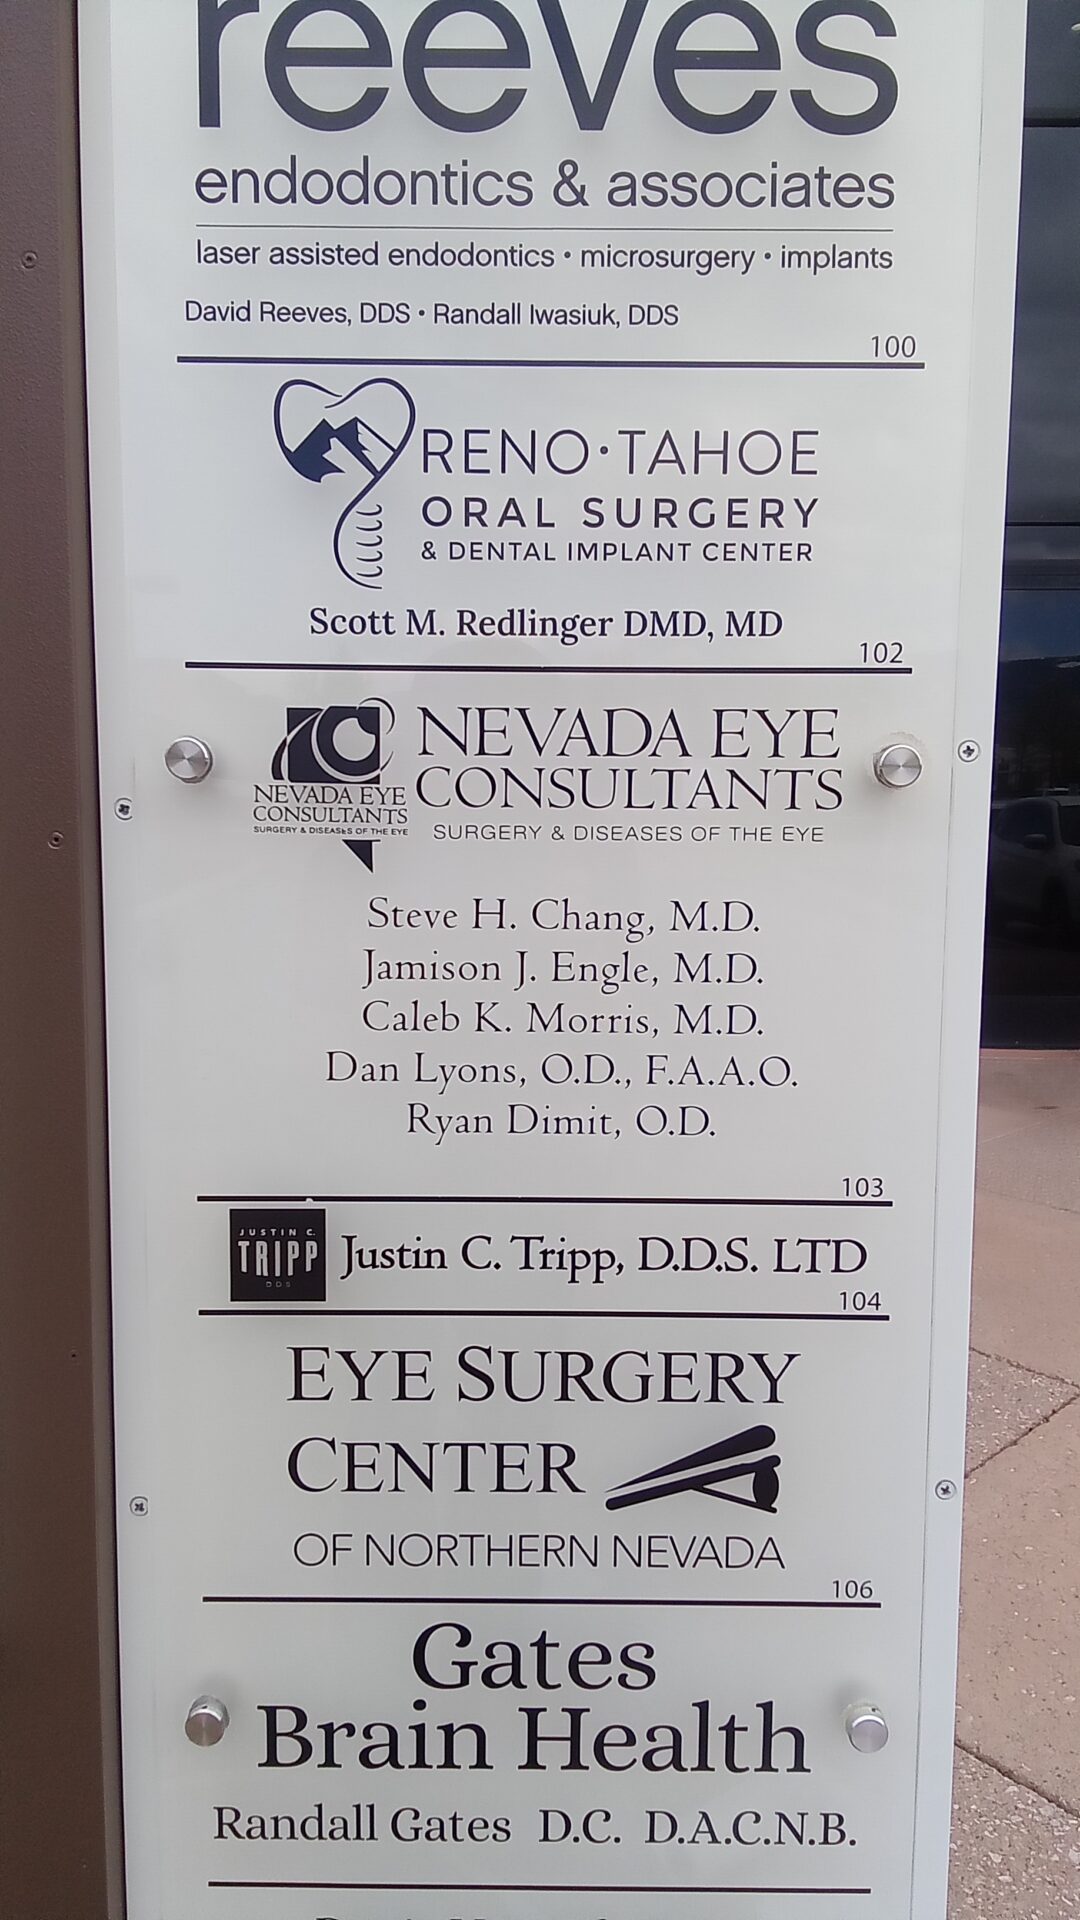 reeves
endodontics & associates
laser assisted endodontics • microsurgery • implants
David Reeves, DDS • Randall Iwasiuk, DDS
100
RENO•TAHOE
ORAL SURGERY
& DENTAL IMPLANT CENTER
Scott M. Redlinger DMD, MD
102
NEVADA EYE
CONSULTANTS
SURGERY & DISEASES OF THE EYE
NEVADA EYE
CONSULTANTS
SURGERY & DISEASES OF THE EYE
Steve H. Chang, M.D.
Jamison J. Engle, M.D.
Caleb K. Morris, M.D.
Dan Lyons, O.D., F.A.A.O.
Ryan Dimit, O.D.
103
JUSTIN C.
TRIPP
DDS
Justin C. Tripp, D.D.S. LTD
104
EYE SURGERY
CENTER
OF NORTHERN NEVADA
106
Gates
Brain Health
Randall Gates D.C. D.A.C.N.B.